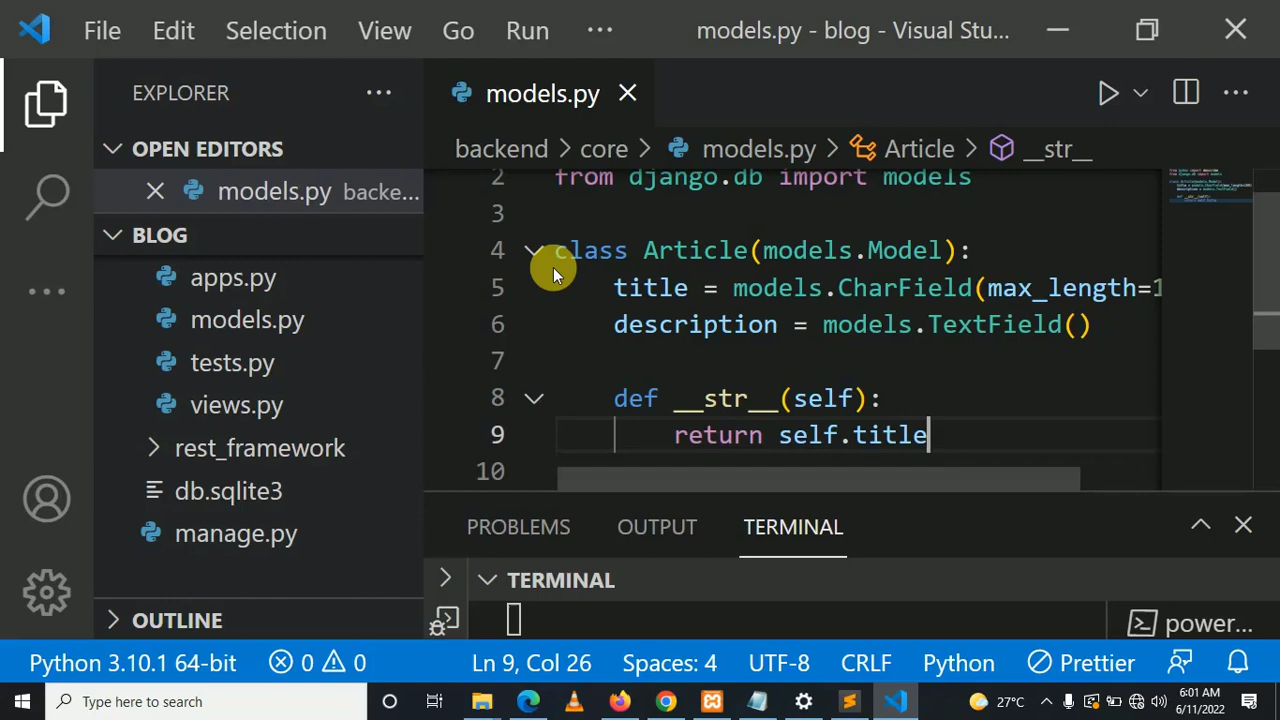 File Edit Selection View Go Run ··· models.py - blog - Visual Stu...
EXPLORER ···
models.py
OPEN EDITORS
models.py backe...
BLOG
apps.py
models.py
tests.py
views.py
rest_framework
db.sqlite3
manage.py
OUTLINE
backend > core > models.py > Article > __str__
2 from django.db import models
3
4 class Article(models.Model):
5 title = models.CharField(max_length=1
6 description = models.TextField()
7
8 def __str__(self):
9 return self.title
10
PROBLEMS OUTPUT TERMINAL
TERMINAL
power...
Python 3.10.1 64-bit 0 0 Ln 9, Col 26 Spaces: 4 UTF-8 CRLF Python Prettier
Type here to search
27°C
6:01 AM
6/11/2022